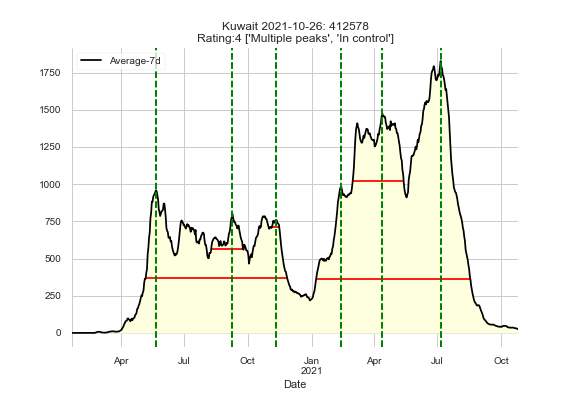 Kuwait 2021-10-26: 412578
Rating:4 ['Multiple peaks', 'In control']
Average-7d
1750
1500
1250
1000
750
500
250
0
Apr Jul Oct Jan Apr Jul Oct
2021
Date